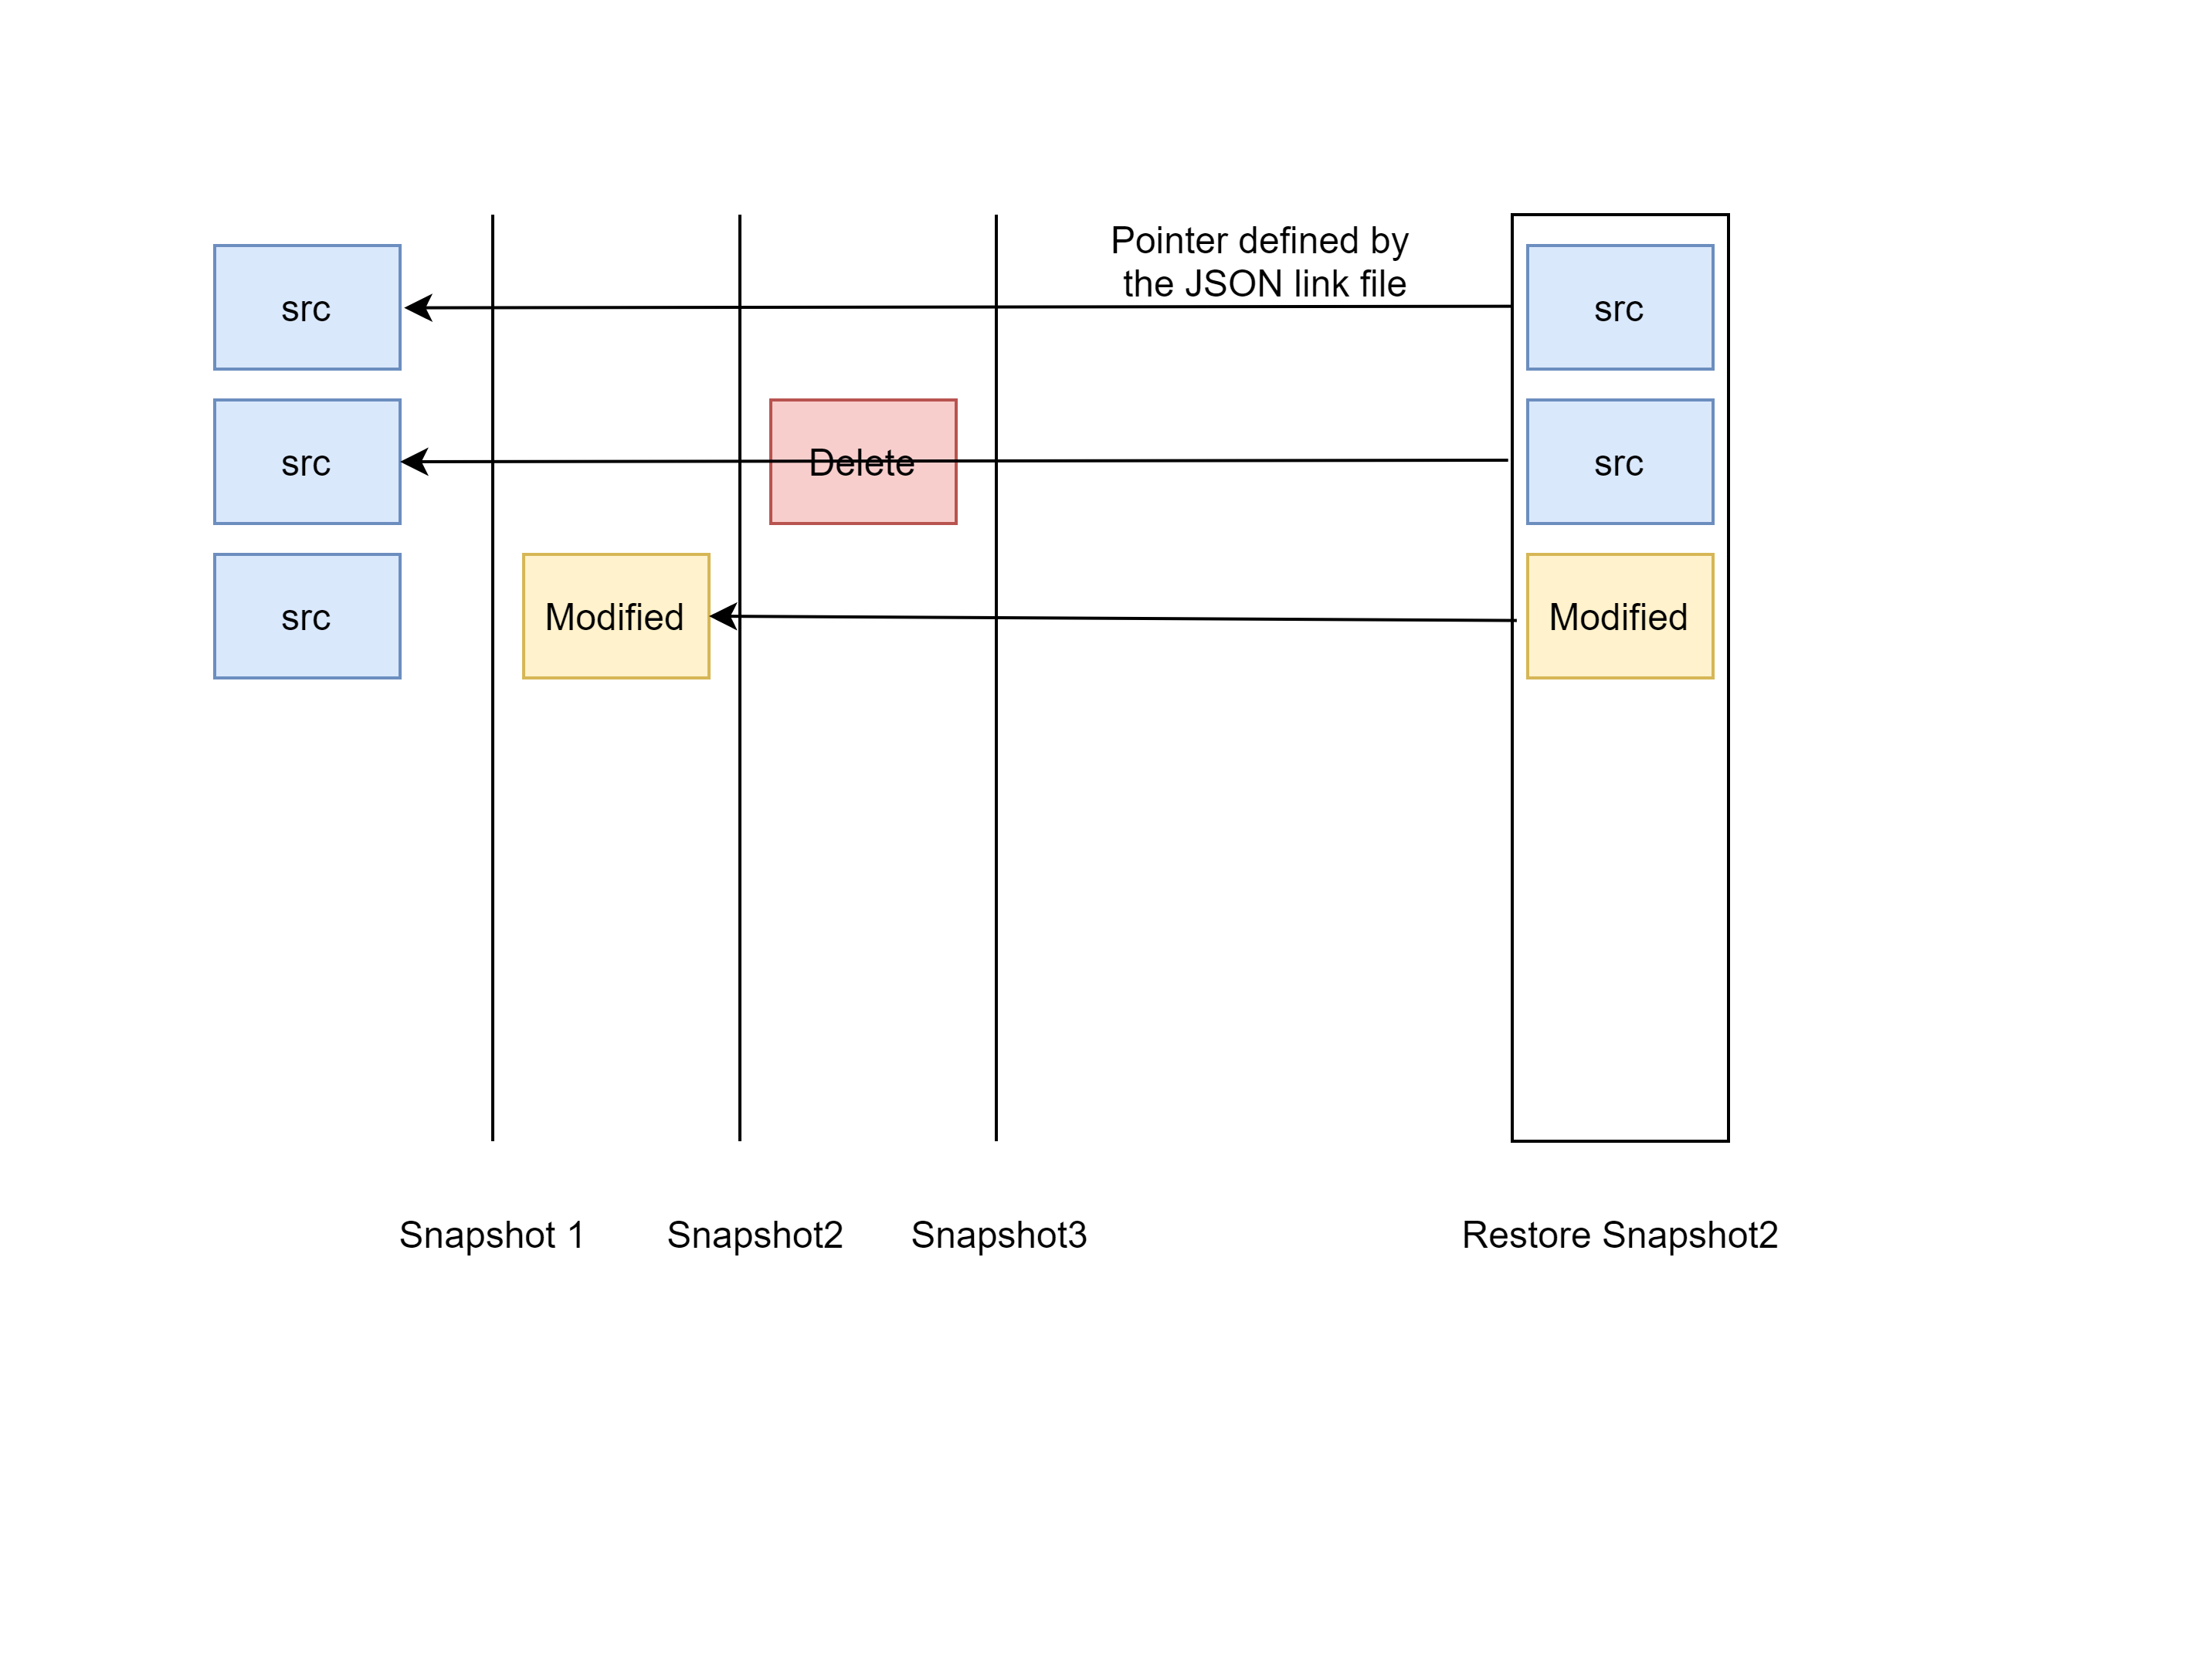 Pointer defined by
the JSON link file
src
src
src
Delete
src
src
Modified
Modified
Snapshot 1
Snapshot2
Snapshot3
Restore Snapshot2